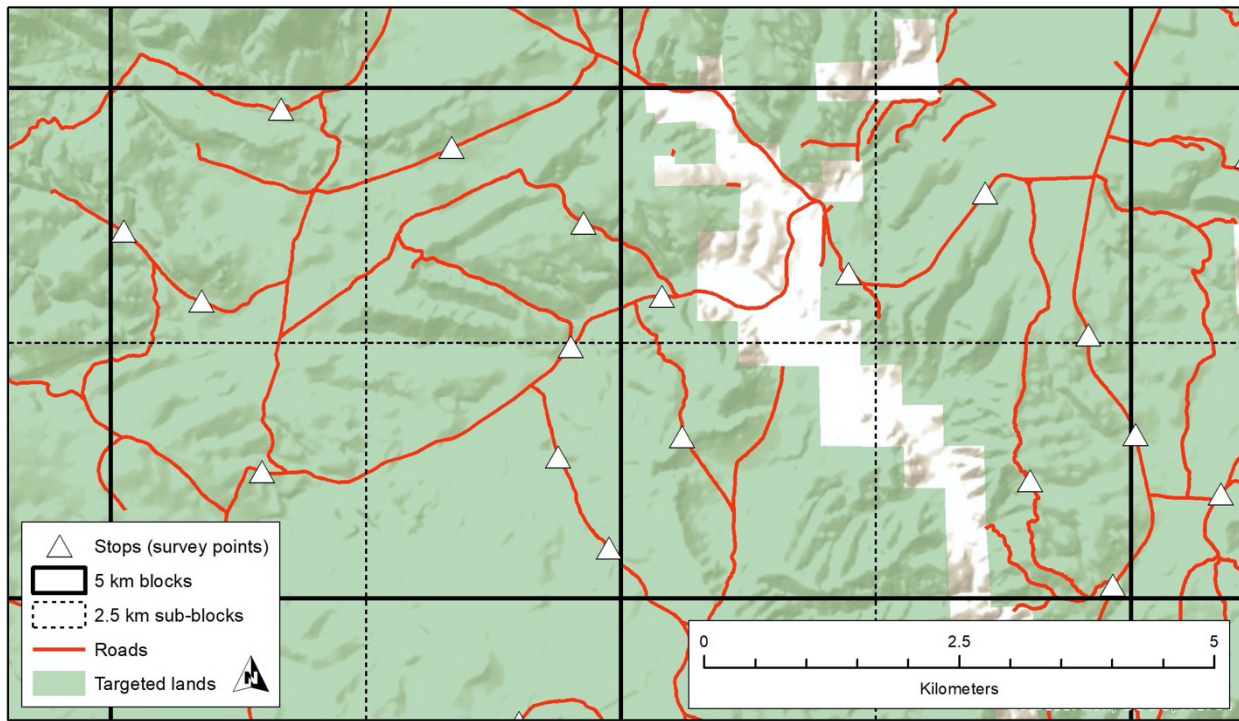 Stops (survey points)
5 km blocks
2.5 km sub-blocks
Roads
Targeted lands
N
0 2.5 5
Kilometers